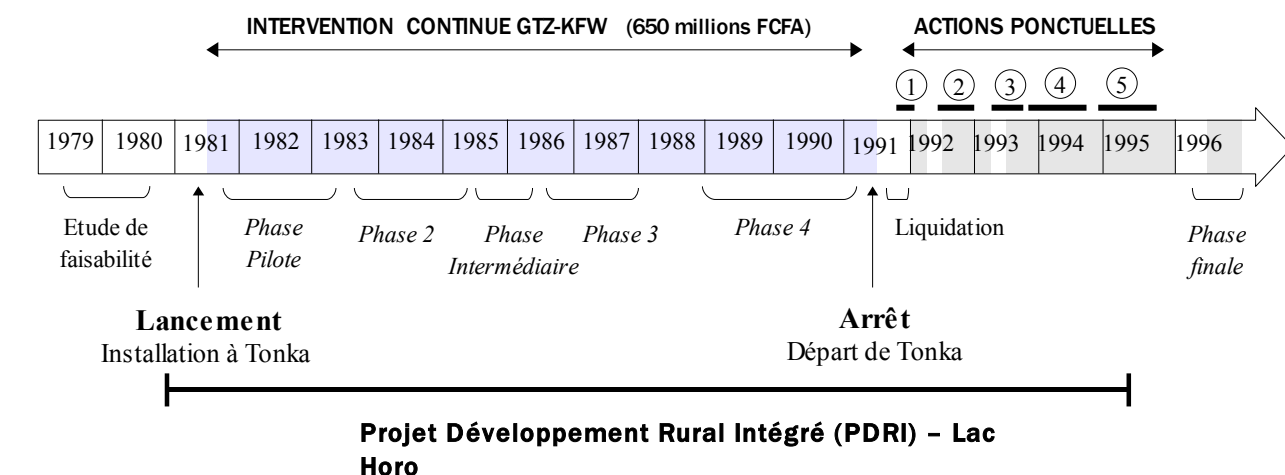 INTERVENTION CONTINUE GTZ-KFW (650 millions FCFA) ACTIONS PONCTUELLES
1 2 3 4 5
1979 1980 1981 1982 1983 1984 1985 1986 1987 1988 1989 1990 1991 1992 1993 1994 1995 1996
Etude de
faisabilité
Phase
Pilote
Phase 2
Phase
Intermédiaire
Phase 3
Phase 4
Liquidation
Phase
finale
Lancement
Installation à Tonka
Arrêt
Départ de Tonka
Projet Développement Rural Intégré (PDRI) – Lac
Horo